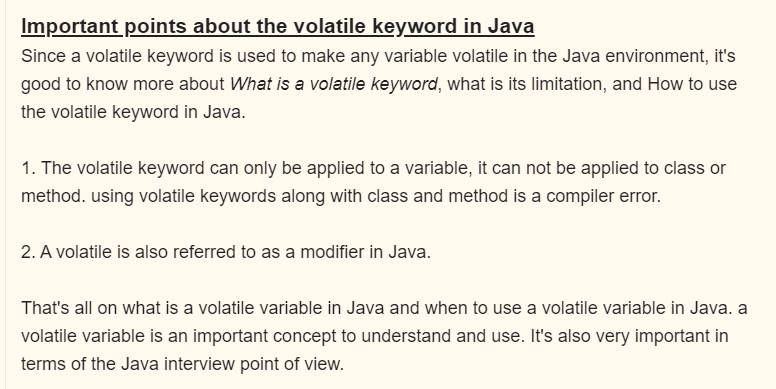 Important points about the volatile keyword in Java
Since a volatile keyword is used to make any variable volatile in the Java environment, it's
good to know more about What is a volatile keyword, what is its limitation, and How to use
the volatile keyword in Java.
1. The volatile keyword can only be applied to a variable, it can not be applied to class or
method. using volatile keywords along with class and method is a compiler error.
2. A volatile is also referred to as a modifier in Java.
That's all on what is a volatile variable in Java and when to use a volatile variable in Java. a
volatile variable is an important concept to understand and use. It's also very important in
terms of the Java interview point of view.